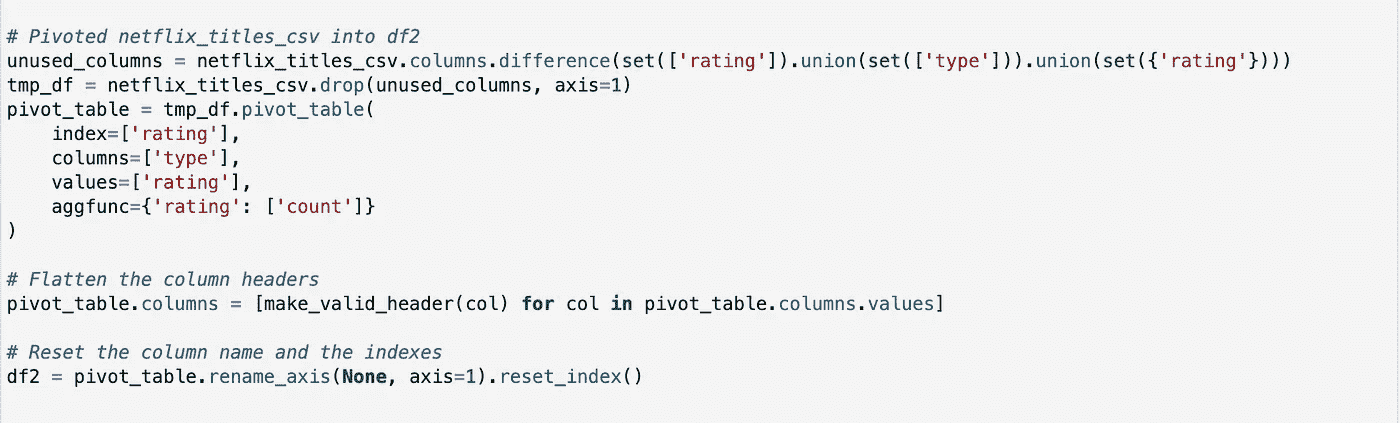 # Pivoted netflix_titles_csv into df2
unused_columns = netflix_titles_csv.columns.difference(set(['rating']).union(set(['type'])).union(set({'rating'})))
tmp_df = netflix_titles_csv.drop(unused_columns, axis=1)
pivot_table = tmp_df.pivot_table(
    index=['rating'],
    columns=['type'],
    values=['rating'],
    aggfunc={'rating': ['count']}
)
# Flatten the column headers
pivot_table.columns = [make_valid_header(col) for col in pivot_table.columns.values]
# Reset the column name and the indexes
df2 = pivot_table.rename_axis(None, axis=1).reset_index()